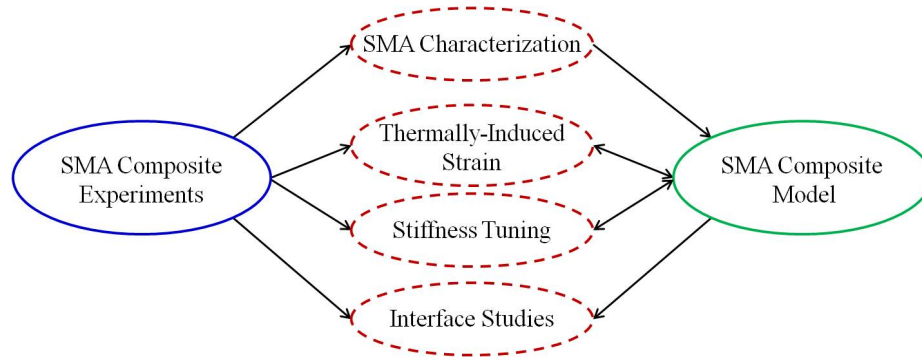 SMA Characterization
SMA Composite
Experiments
Thermally-Induced
Strain
SMA Composite
Model
Stiffness Tuning
Interface Studies